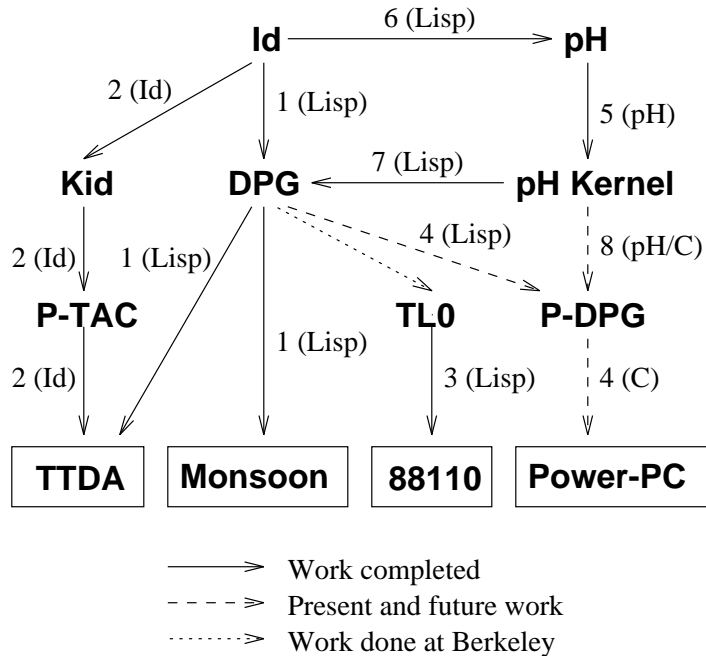 6 (Lisp)
Id
pH
2 (Id)
1 (Lisp)
5 (pH)
7 (Lisp)
Kid
DPG
pH Kernel
4 (Lisp)
2 (Id)
1 (Lisp)
8 (pH/C)
P-TAC
TL0
P-DPG
2 (Id)
1 (Lisp)
3 (Lisp)
4 (C)
TTDA
Monsoon
88110
Power-PC
Work completed
Present and future work
Work done at Berkeley